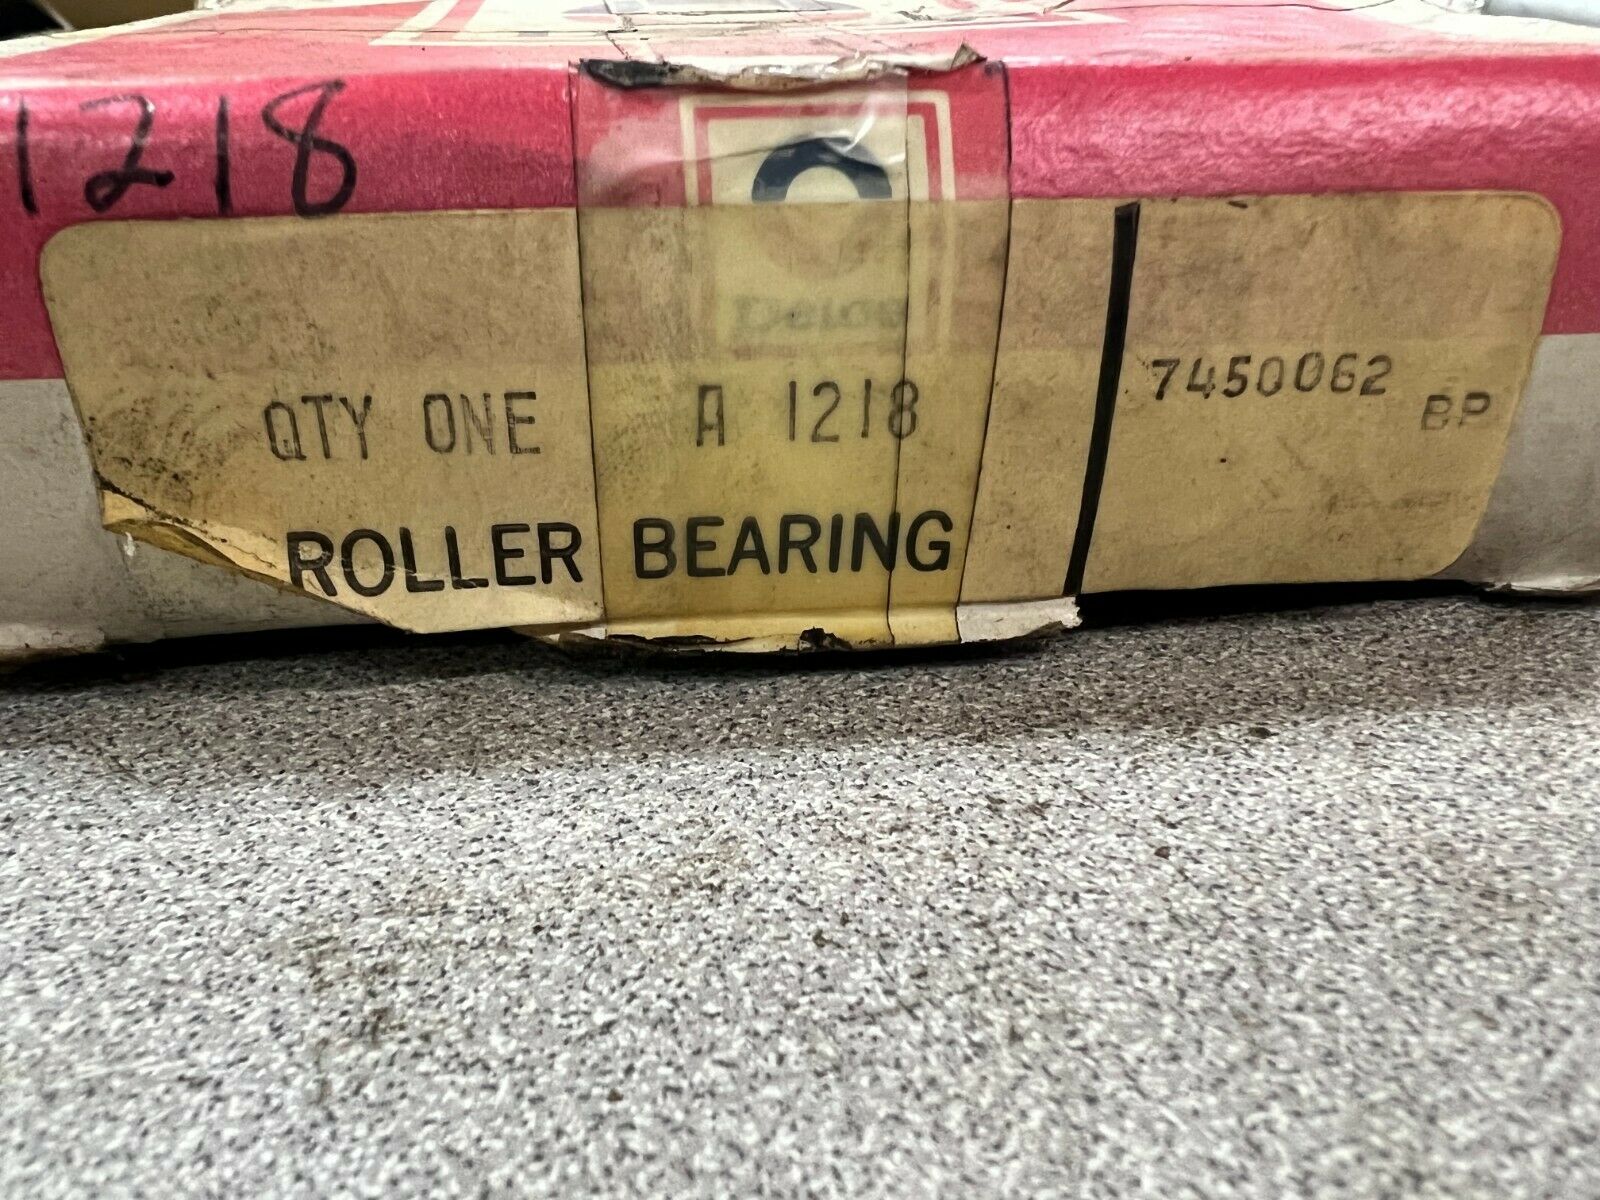 1218
Delco
7450062
QTY ONE A 1218
BP
ROLLER BEARING